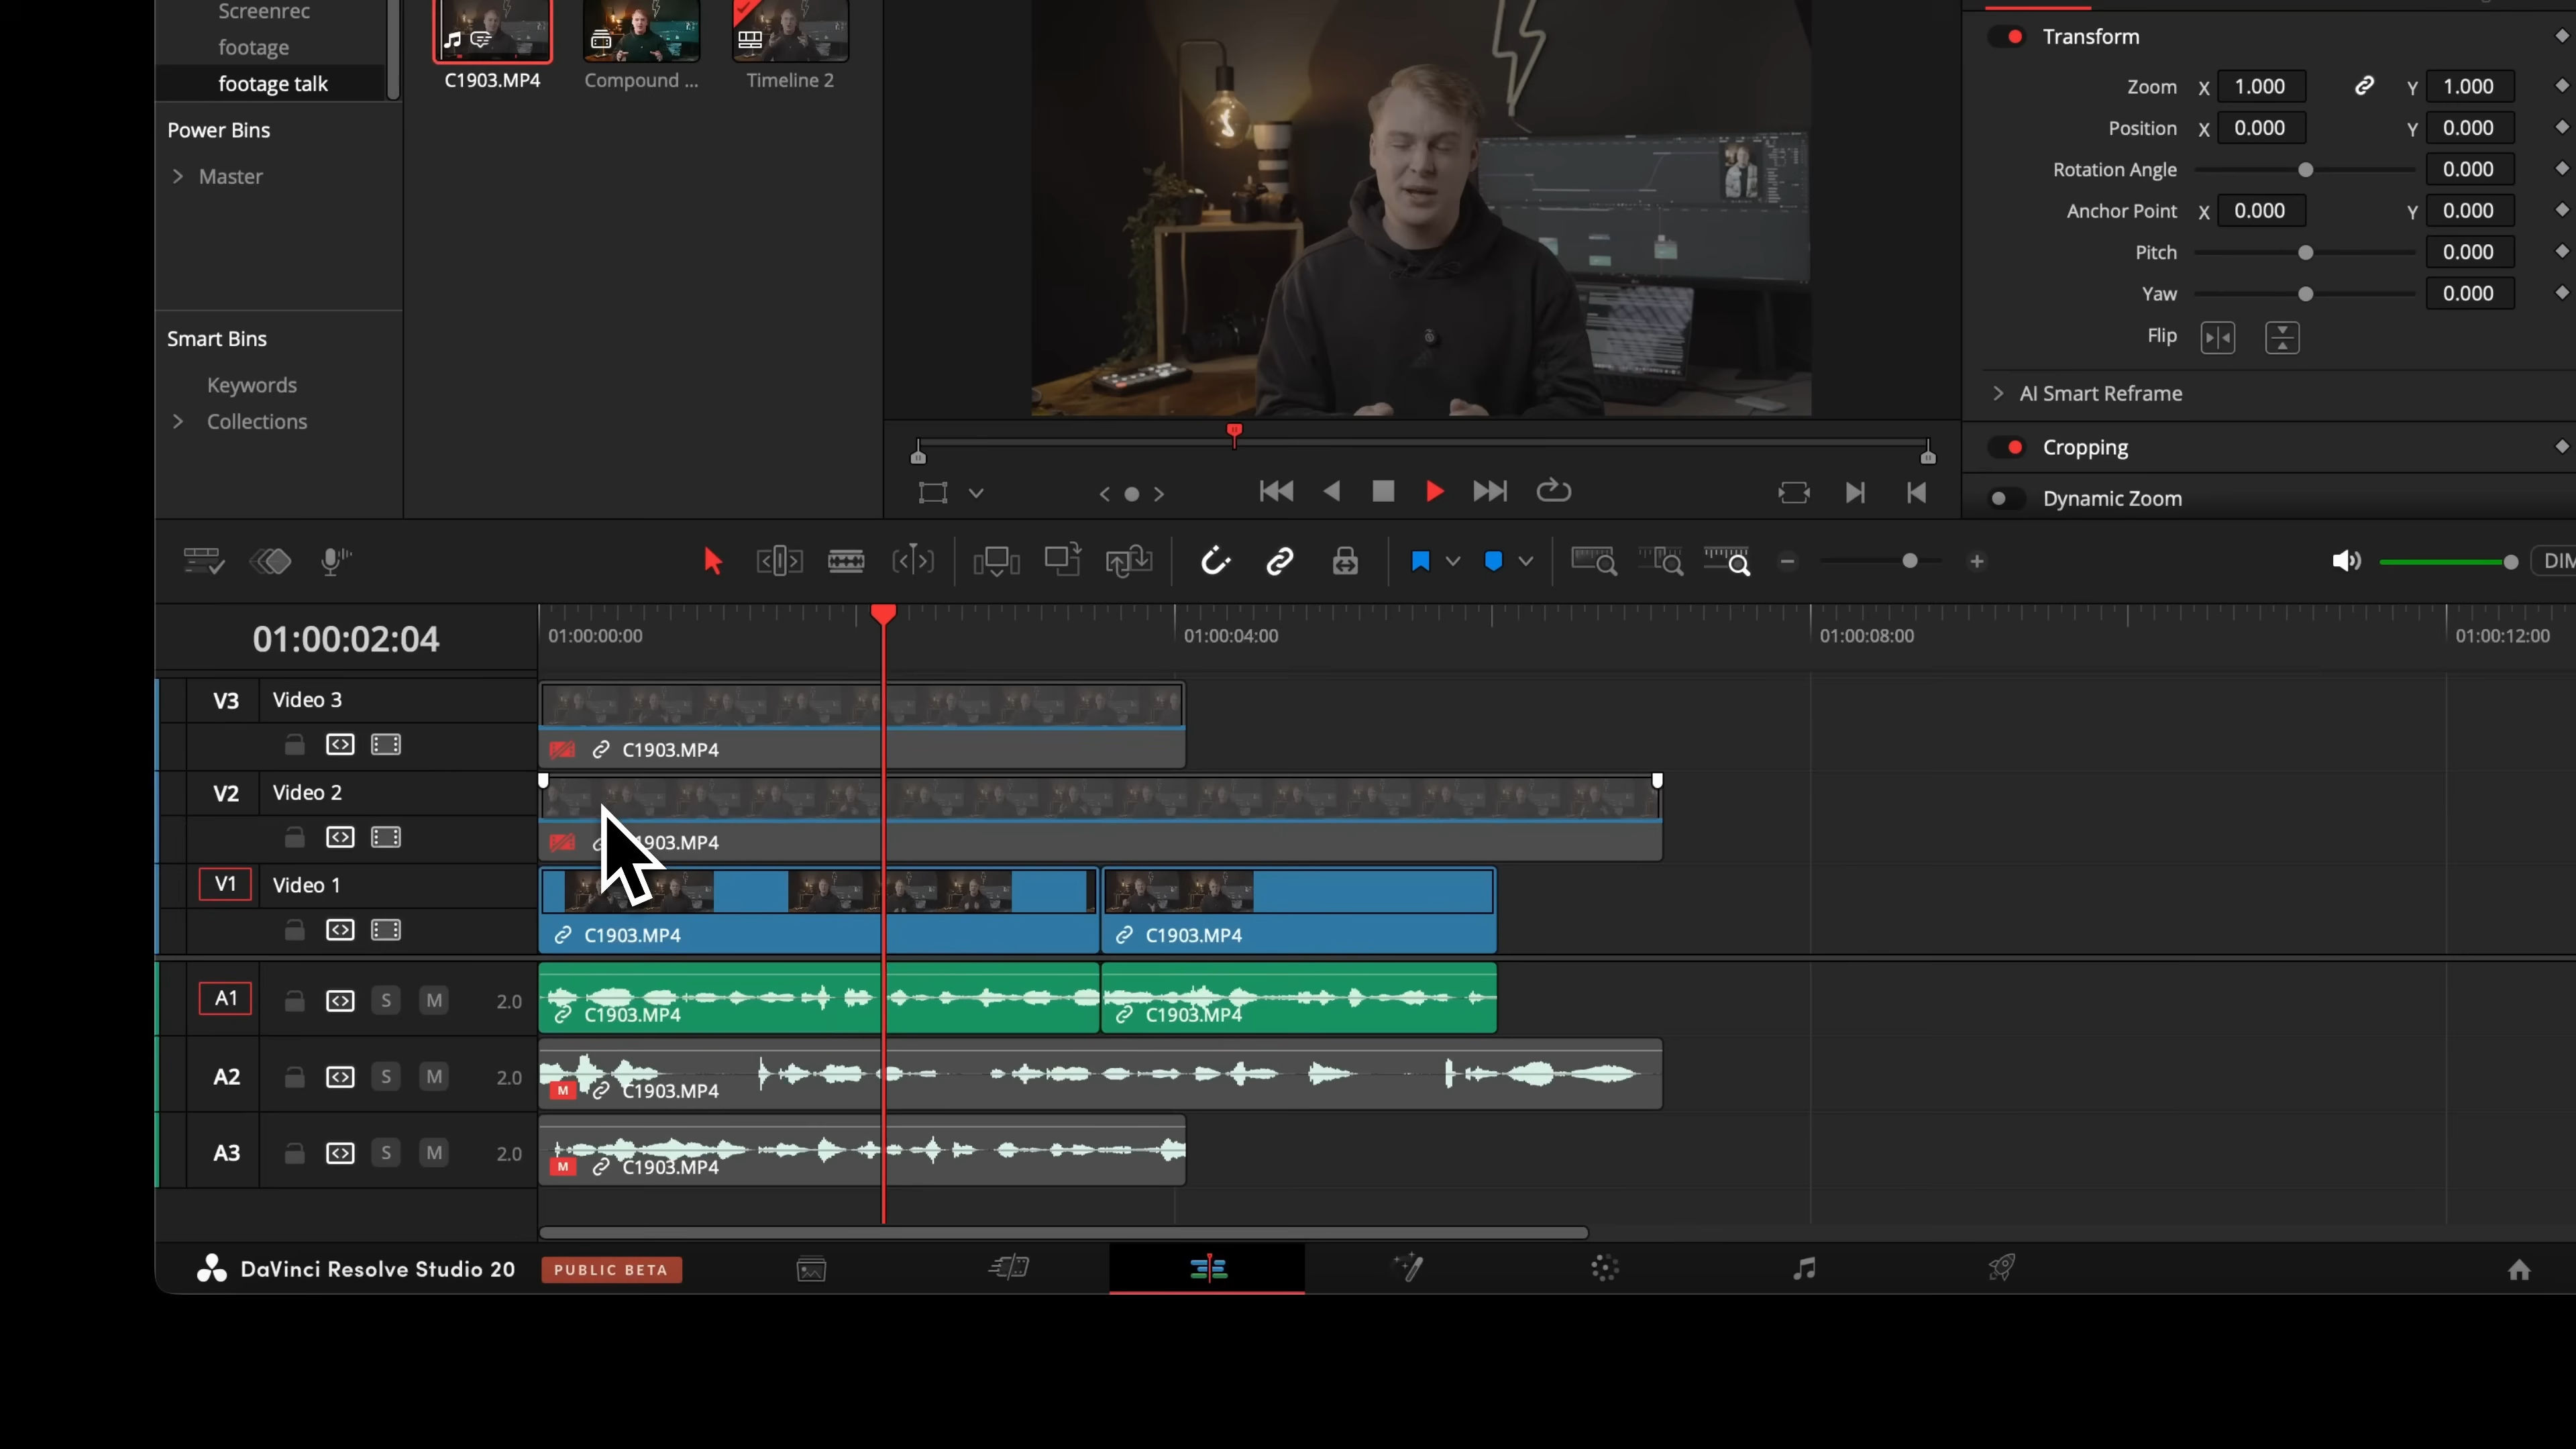 Screenrec
footage
footage talk
Power Bins
Master
Smart Bins
Keywords
Collections
C1903.MP4
Compound ...
Timeline 2
Transform
Zoom X 1.000 Y 1.000
Position X 0.000 Y 0.000
Rotation Angle 0.000
Anchor Point X 0.000 Y 0.000
Pitch 0.000
Yaw 0.000
Flip
AI Smart Reframe
Cropping
Dynamic Zoom
DIM
01:00:02:04
01:00:00:00 01:00:04:00 01:00:08:00 01:00:12:00
V3 Video 3
C1903.MP4
V2 Video 2
903.MP4
V1 Video 1
C1903.MP4 C1903.MP4
A1 S M 2.0
C1903.MP4 C1903.MP4
A2 S M 2.0
M C1903.MP4
A3 S M 2.0
M C1903.MP4
DaVinci Resolve Studio 20 PUBLIC BETA